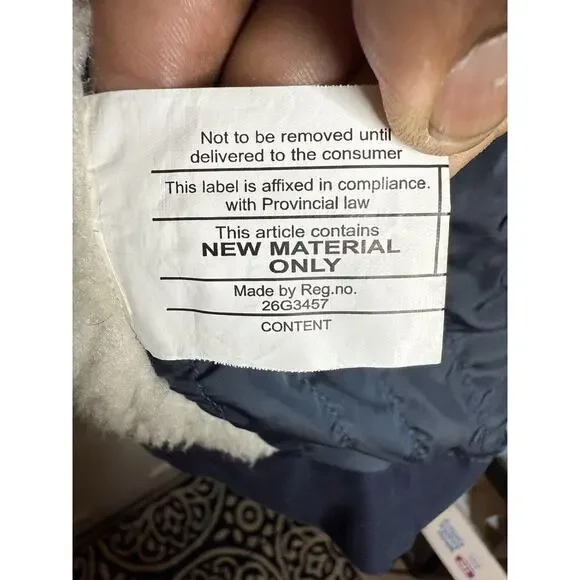 Not to be removed until
delivered to the consumer
This label is affixed in compliance.
with Provincial law
This article contains
NEW MATERIAL
ONLY
Made by Reg.no.
26G3457
CONTENT